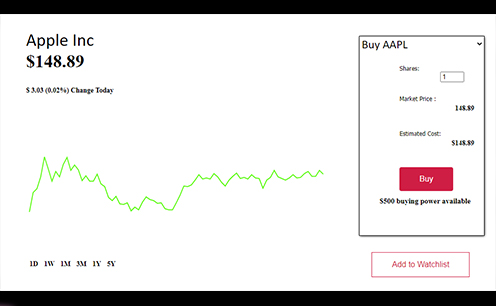 Apple Inc
$148.89
$ 3.03 (0.02%) Change Today
1D 1W 1M 3M 1Y 5Y
Buy AAPL
Shares:
1
Market Price :
148.89
Estimated Cost:
$148.89
Buy
$500 buying power available
Add to Watchlist